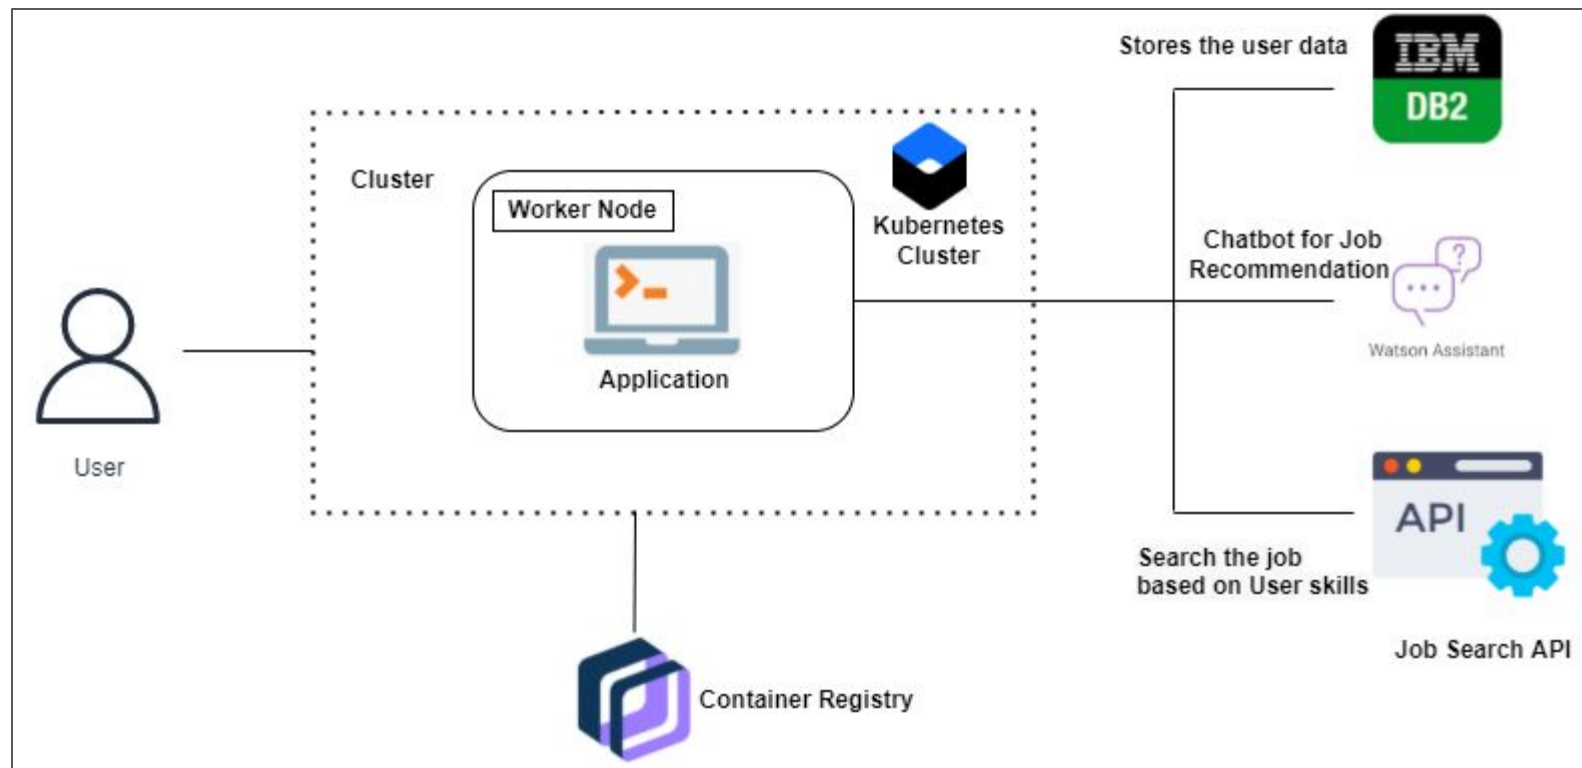 Stores the user data
IBM
DB2
Cluster
Worker Node
Kubernetes
Cluster
Application
User
Chatbot for Job
Recommendation
?
Watson Assistant
API
Search the job
based on User skills
Job Search API
Container Registry